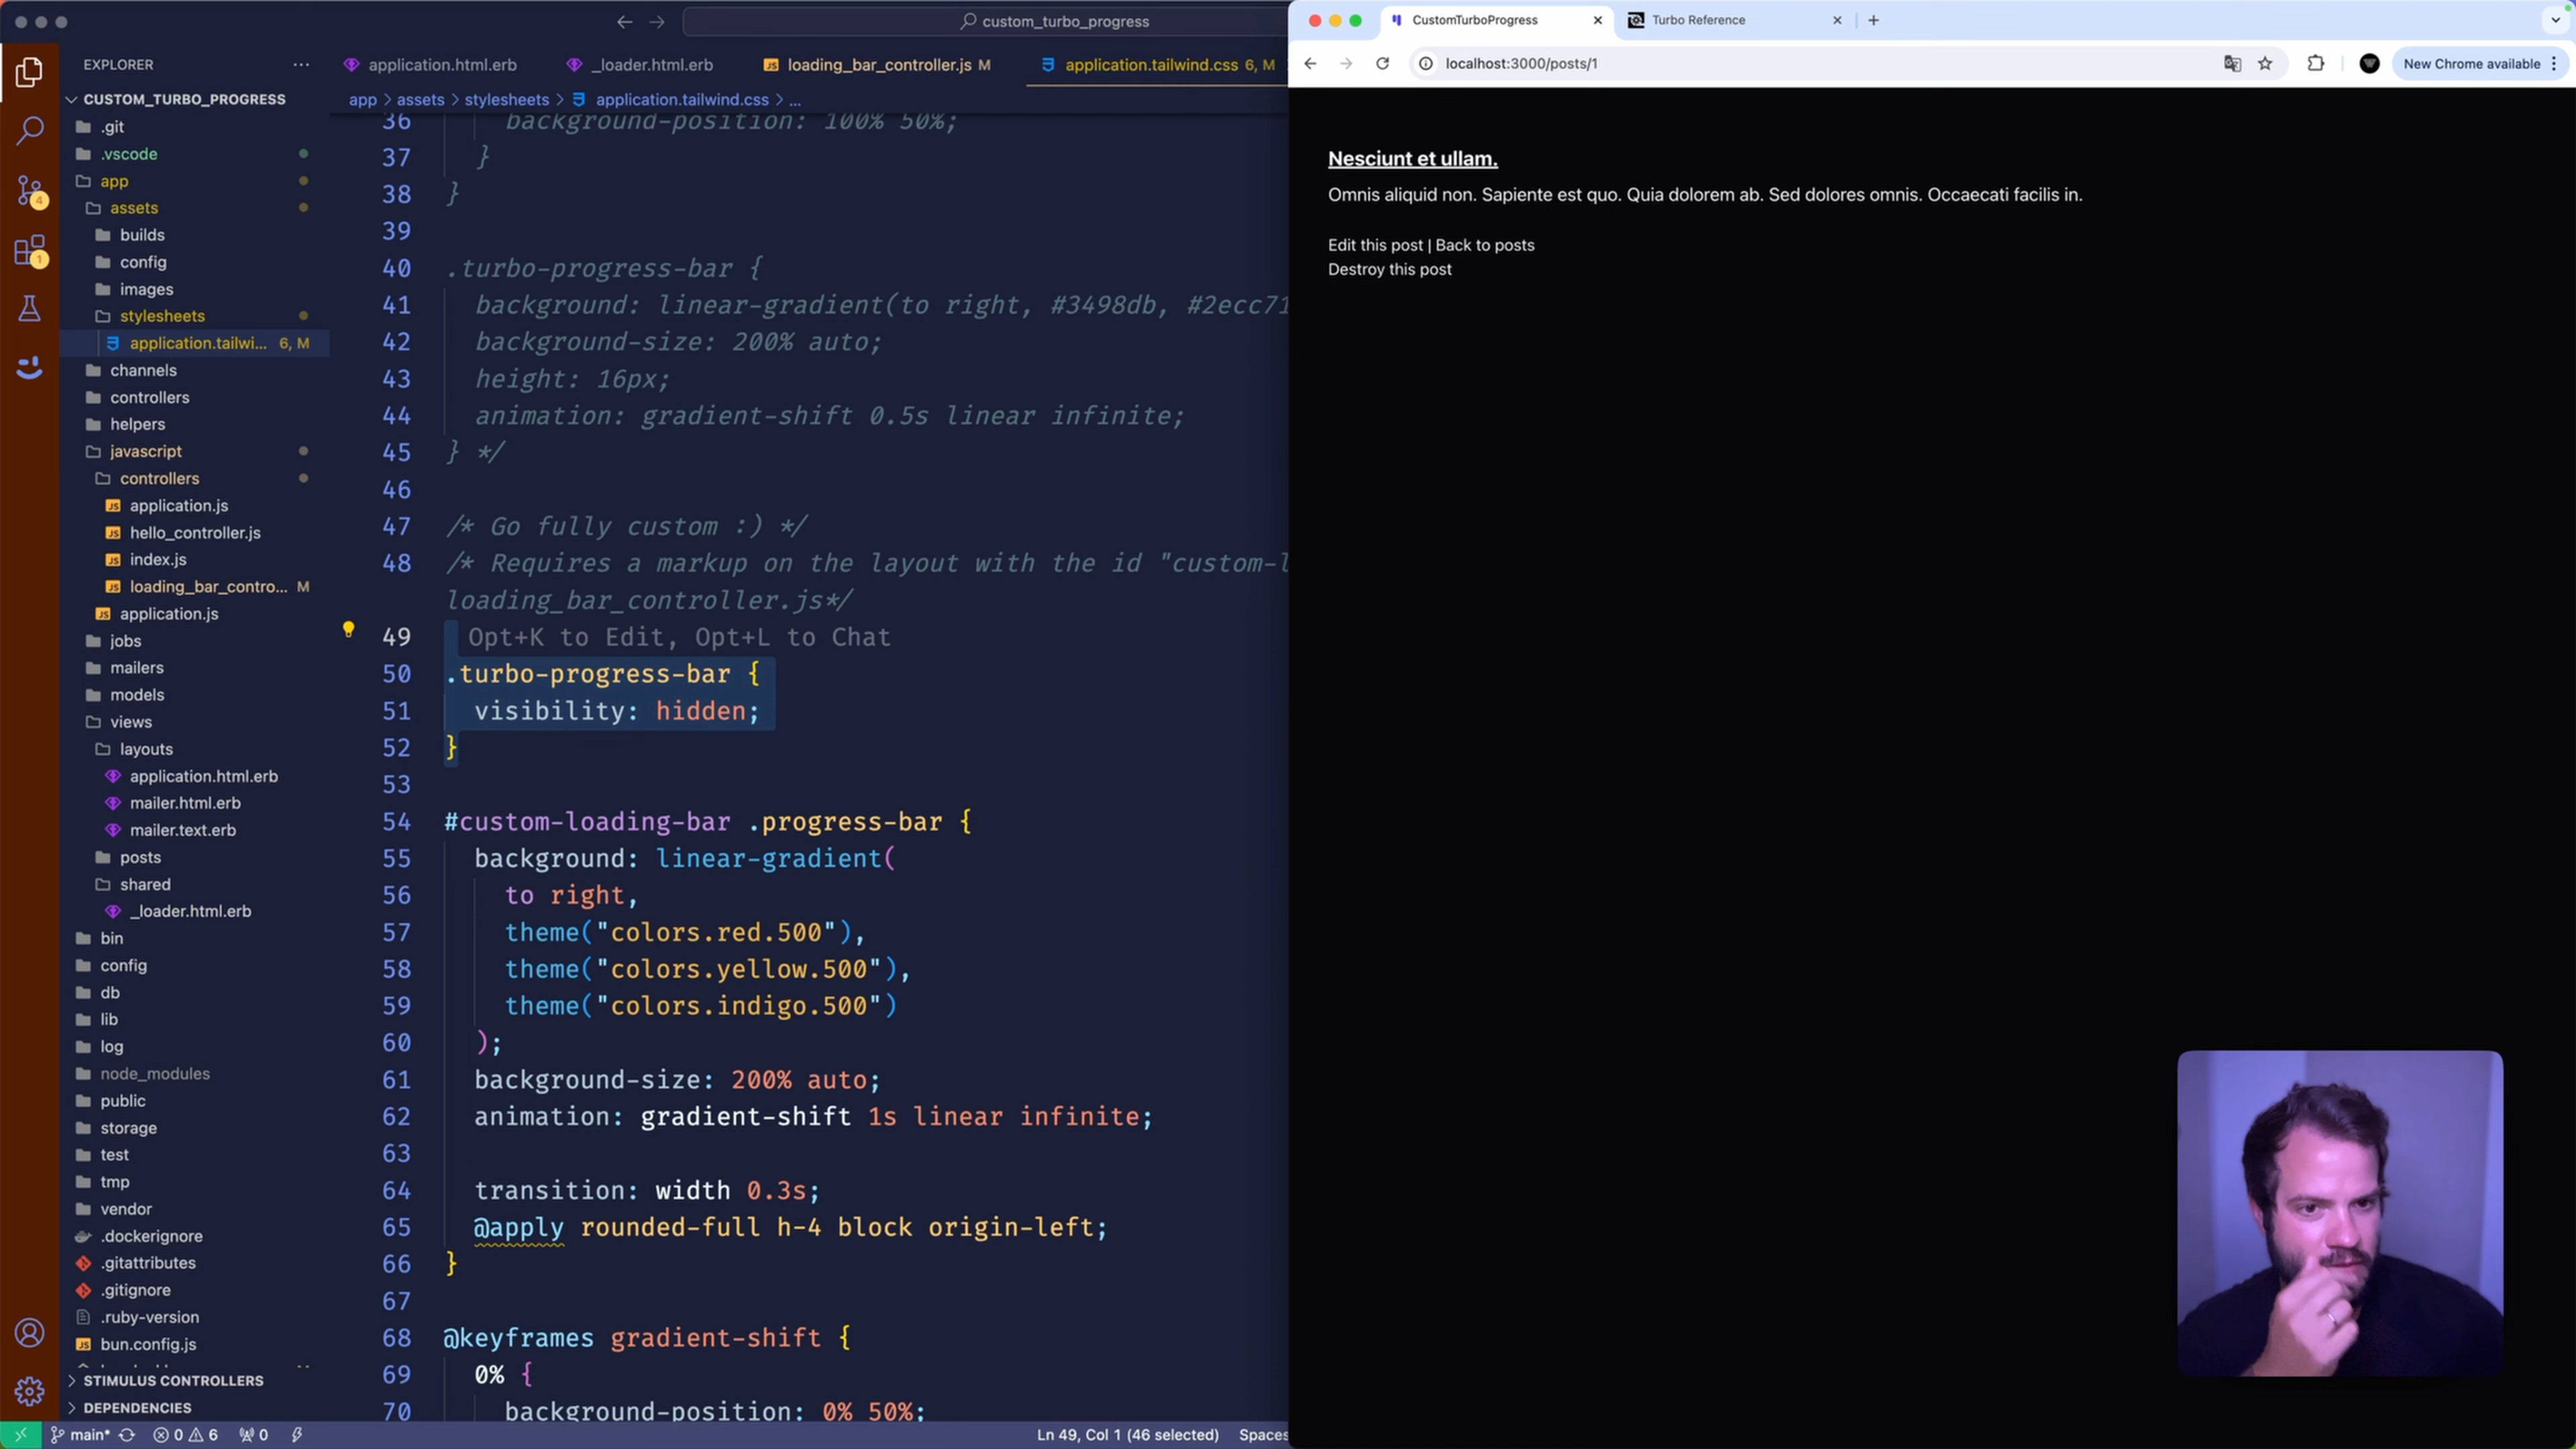 custom_turbo_progress
EXPLORER
CUSTOM_TURBO_PROGRESS
.git
.vscode
app
assets
builds
config
images
stylesheets
application.tailwi... 6, M
channels
controllers
helpers
javascript
controllers
application.js
hello_controller.js
index.js
loading_bar_contro... M
application.js
jobs
mailers
models
views
layouts
application.html.erb
mailer.html.erb
mailer.text.erb
posts
shared
_loader.html.erb
bin
config
db
lib
log
node_modules
public
storage
test
tmp
vendor
.dockerignore
.gitattributes
.gitignore
.ruby-version
bun.config.js
STIMULUS CONTROLLERS
DEPENDENCIES
4
1
application.html.erb
_loader.html.erb
loading_bar_controller.js M
application.tailwind.css 6, M
app > assets > stylesheets > application.tailwind.css > ...
36 background-position: 100% 50%;
37 }
38 }
39
40 .turbo-progress-bar {
41 background: linear-gradient(to right, #3498db, #2ecc71
42 background-size: 200% auto;
43 height: 16px;
44 animation: gradient-shift 0.5s linear infinite;
45 } */
46
47 /* Go fully custom :) */
48 /* Requires a markup on the layout with the id "custom-l
loading_bar_controller.js*/
49 Opt+K to Edit, Opt+L to Chat
50 .turbo-progress-bar {
51 visibility: hidden;
52 }
53
54 #custom-loading-bar .progress-bar {
55 background: linear-gradient(
56 to right,
57 theme("colors.red.500"),
58 theme("colors.yellow.500"),
59 theme("colors.indigo.500")
60 );
61 background-size: 200% auto;
62 animation: gradient-shift 1s linear infinite;
63
64 transition: width 0.3s;
65 @apply rounded-full h-4 block origin-left;
66 }
67
68 @keyframes gradient-shift {
69 0% {
70 background-position: 0% 50%;
main* 0 6 0
Ln 49, Col 1 (46 selected) Spaces
CustomTurboProgress
Turbo Reference
localhost:3000/posts/1
New Chrome available
Nesciunt et ullam.
Omnis aliquid non. Sapiente est quo. Quia dolorem ab. Sed dolores omnis. Occaecati facilis in.
Edit this post | Back to posts
Destroy this post